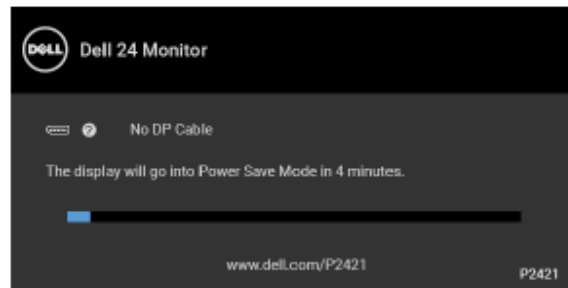 DELL Dell 24 Monitor
No DP Cable
The display will go into Power Save Mode in 4 minutes.
www.dell.com/P2421
P2421